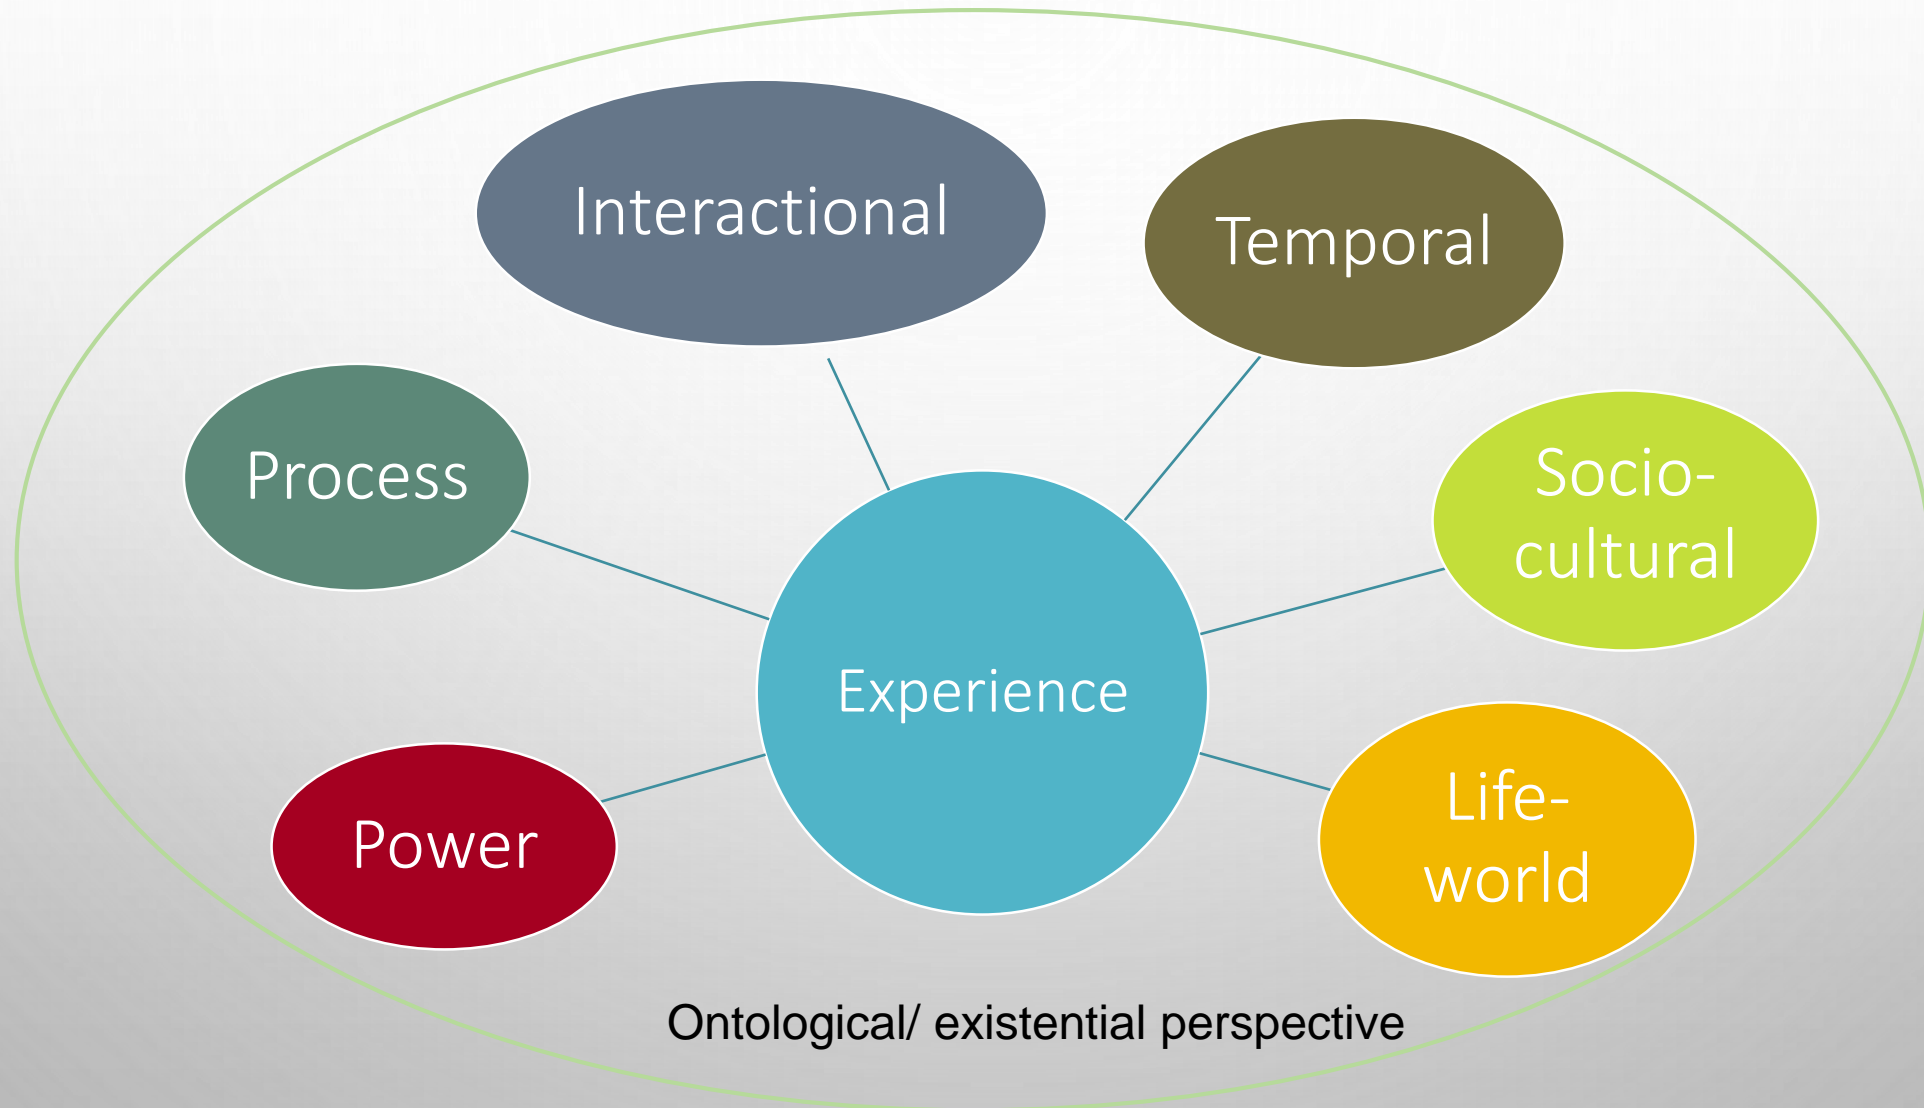 Interactional
Temporal
Process
Socio-
cultural
Experience
Power
Life-
world
Ontological/ existential perspective